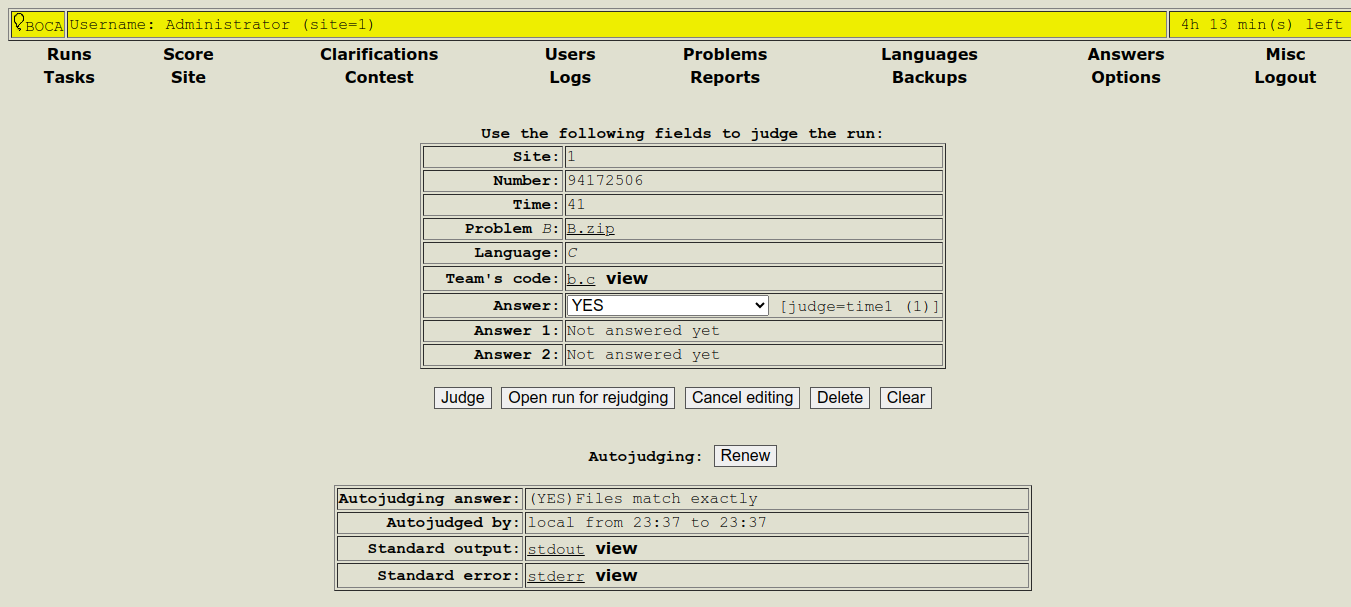 BOCA Username: Administrator (site=1) 4h 13 min(s) left
Runs Score Clarifications Users Problems Languages Answers Misc
Tasks Site Contest Logs Reports Backups Options Logout
Use the following fields to judge the run:
Site: 1
Number: 94172506
Time: 41
Problem B: B.zip
Language: C
Team's code: b.c view
Answer: YES [judge=time1 (1)]
Answer 1: Not answered yet
Answer 2: Not answered yet
Judge Open run for rejudging Cancel editing Delete Clear
Autojudging: Renew
Autojudging answer: (YES)Files match exactly
Autojudged by: local from 23:37 to 23:37
Standard output: stdout view
Standard error: stderr view